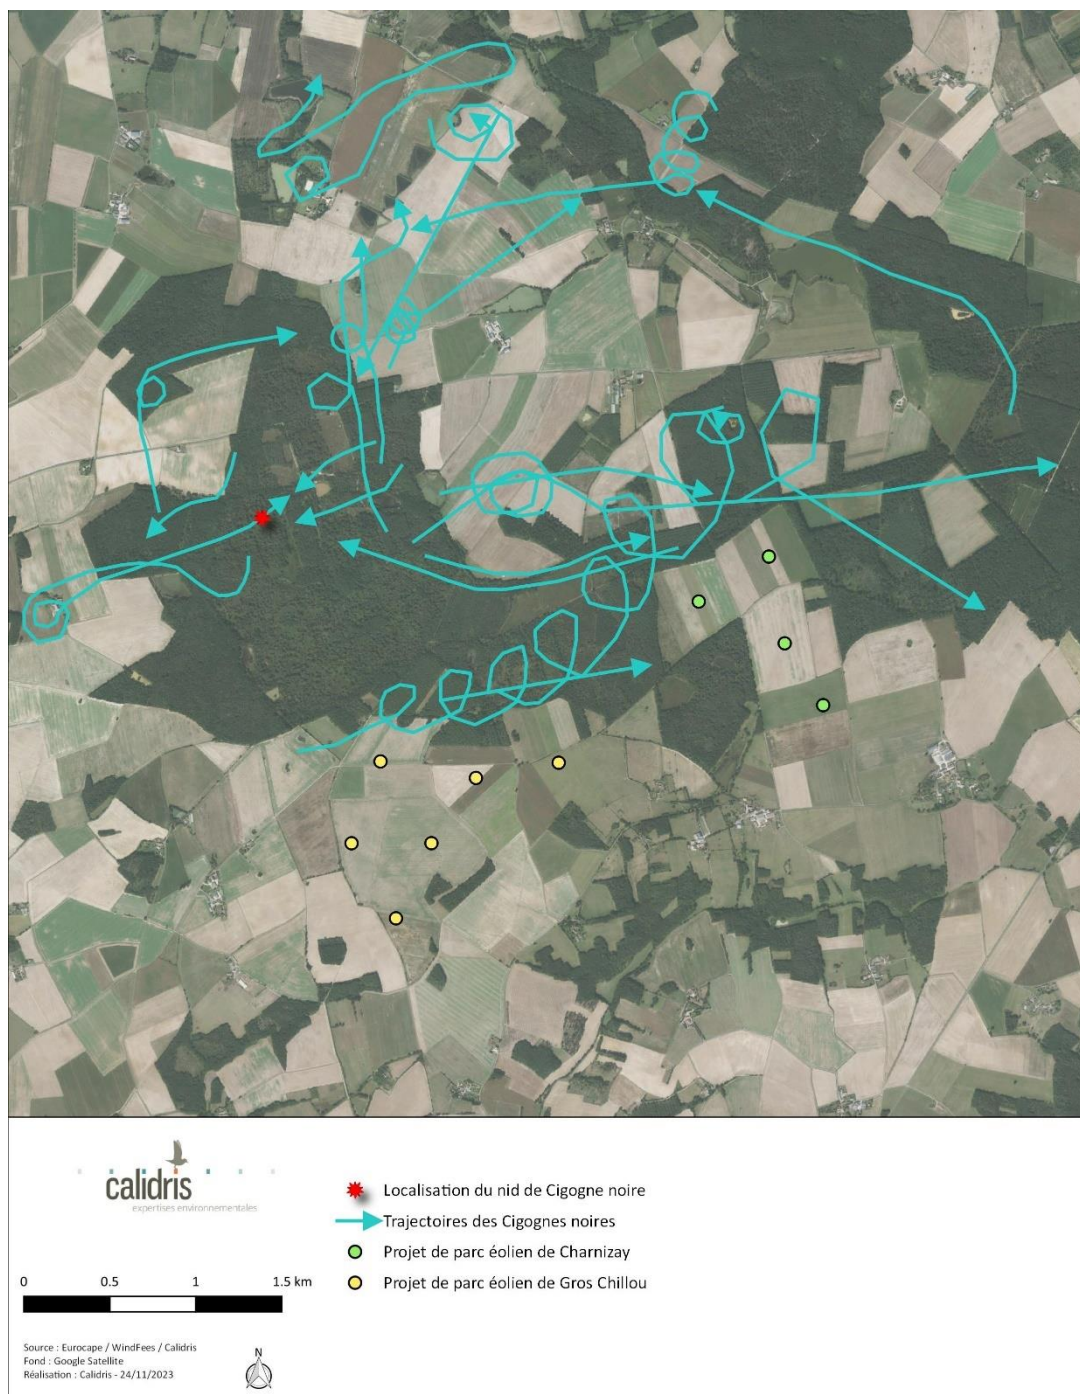 calidris
expertises environnementales
Localisation du nid de Cigogne noire
Trajectoires des Cigognes noires
Projet de parc éolien de Charnizay
Projet de parc éolien de Gros Chillou
0 0.5 1 1.5 km
Source : Eurocape / WindFees / Calidris
Fond : Google Satellite
Réalisation : Calidris - 24/11/2023
N